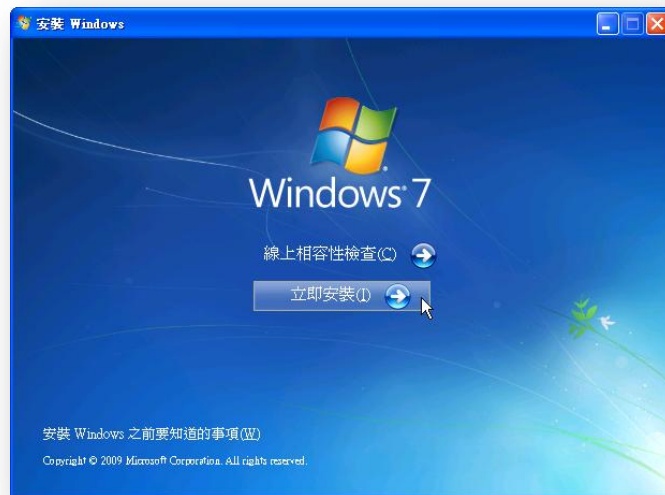 安裝 Windows
Windows 7
線上相容性檢查(C)
立即安裝(I)
安裝 Windows 之前要知道的事項(W)
Copyright © 2009 Microsoft Corporation. All rights reserved.